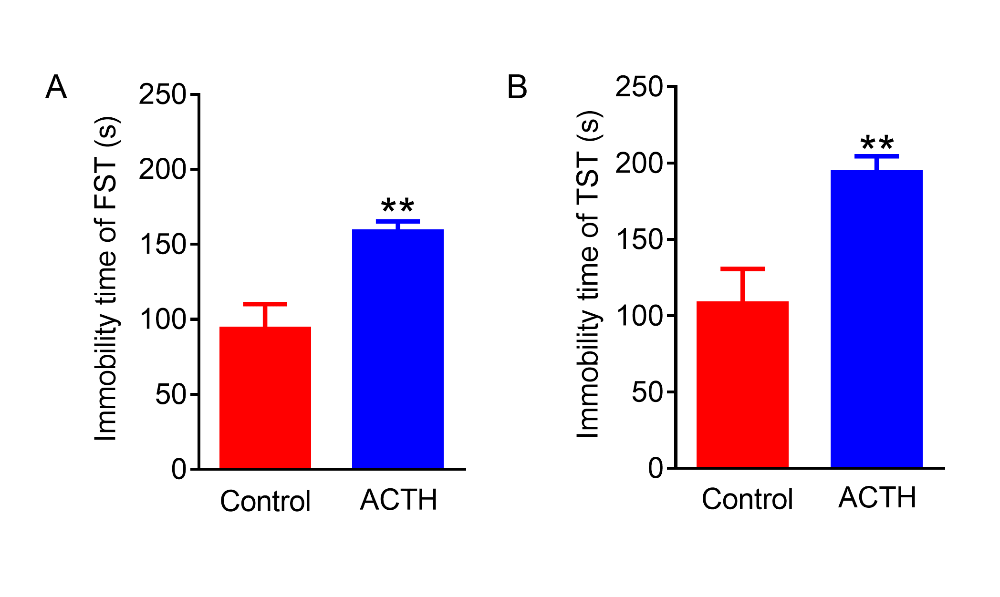 A
Immobility time of FST (s)
250
200
150
100
50
0
**
Control
ACTH
B
Immobility time of TST (s)
250
200
150
100
50
0
**
Control
ACTH